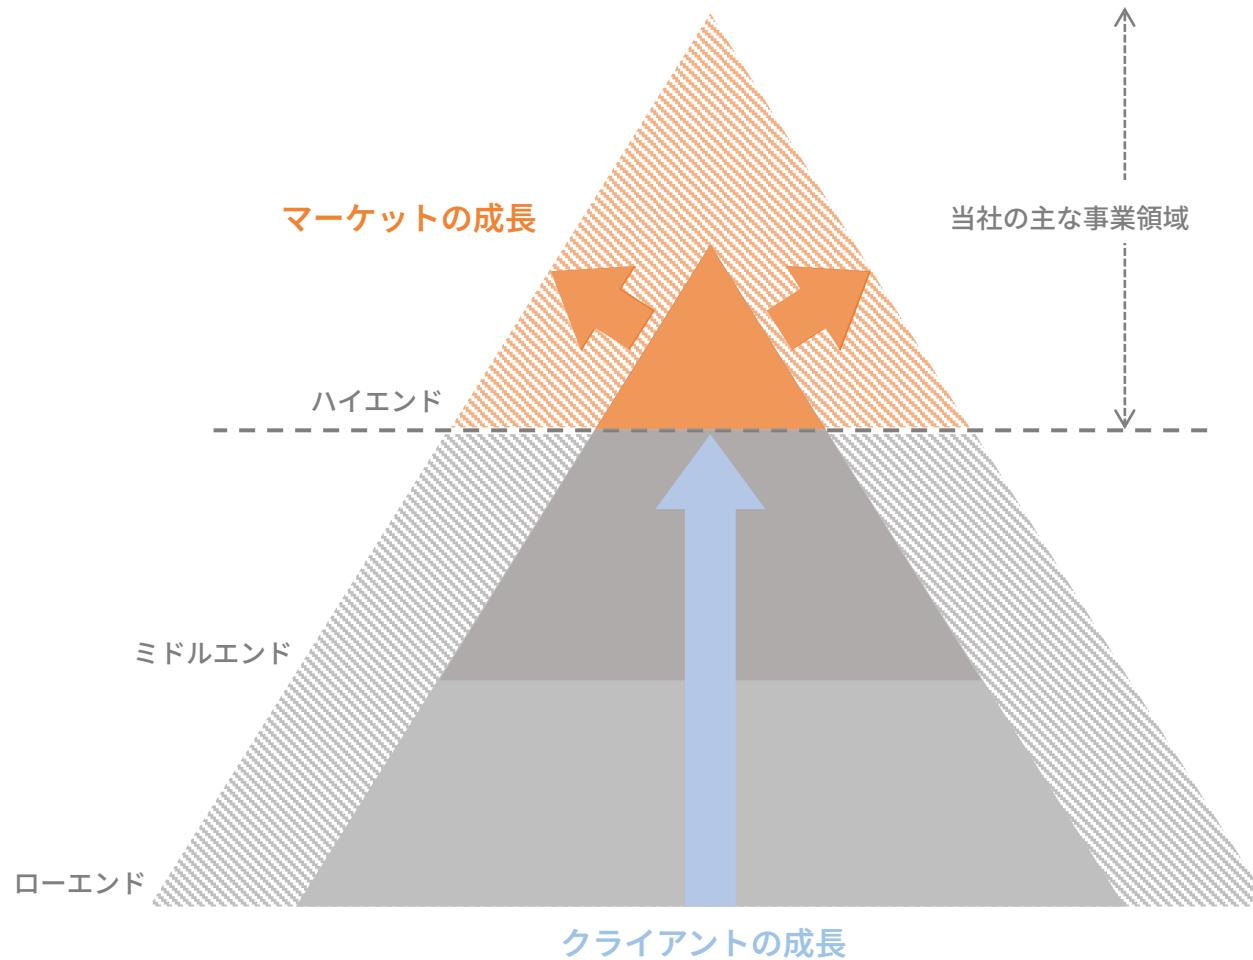 マーケットの成長
当社の主な事業領域
ハイエンド
ミドルエンド
ローエンド
クライアントの成長